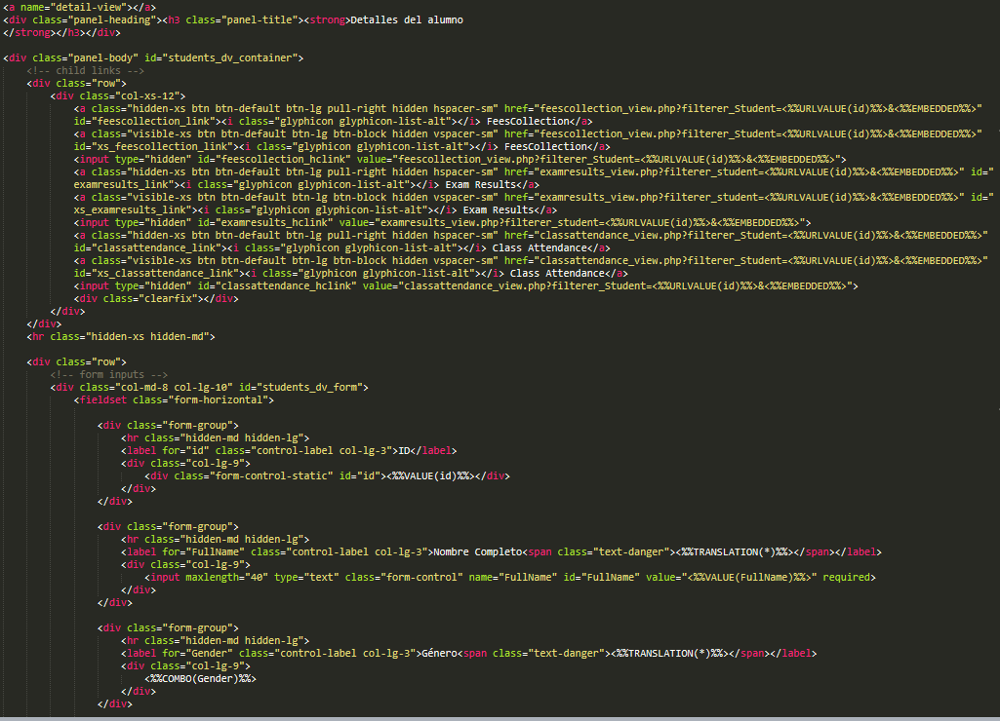 <a name="detail-view"></a>
<div class="panel-heading"><h3 class="panel-title"><strong>Detalles del alumno
</strong></h3></div>
<div class="panel-body" id="students_dv_container">
<!-- child links -->
<div class="row">
<div class="col-xs-12">
<a class="hidden-xs btn btn-default btn-lg pull-right hidden hspacer-sm" href="feescollection_view.php?filterer_Student=<%%URLVALUE(id)%%>&<%%EMBEDDED%%>"
id="feescollection_link"><i class="glyphicon glyphicon-list-alt"></i> FeesCollection</a>
<a class="visible-xs btn btn-default btn-lg btn-block hidden vspacer-sm" href="feescollection_view.php?filterer_Student=<%%URLVALUE(id)%%>&<%%EMBEDDED%%>"
id="xs_feescollection_link"><i class="glyphicon glyphicon-list-alt"></i> FeesCollection</a>
<input type="hidden" id="feescollection_hclink" value="feescollection_view.php?filterer_Student=<%%URLVALUE(id)%%>&<%%EMBEDDED%%>">
<a class="hidden-xs btn btn-default btn-lg pull-right hidden hspacer-sm" href="examresults_view.php?filterer_student=<%%URLVALUE(id)%%>&<%%EMBEDDED%%>" id="
examresults_link"><i class="glyphicon glyphicon-list-alt"></i> Exam Results</a>
<a class="visible-xs btn btn-default btn-lg btn-block hidden vspacer-sm" href="examresults_view.php?filterer_student=<%%URLVALUE(id)%%>&<%%EMBEDDED%%>" id="
xs_examresults_link"><i class="glyphicon glyphicon-list-alt"></i> Exam Results</a>
<input type="hidden" id="examresults_hclink" value="examresults_view.php?filterer_student=<%%URLVALUE(id)%%>&<%%EMBEDDED%%>">
<a class="hidden-xs btn btn-default btn-lg pull-right hidden hspacer-sm" href="classattendance_view.php?filterer_Student=<%%URLVALUE(id)%%>&<%%EMBEDDED%%>"
id="classattendance_link"><i class="glyphicon glyphicon-list-alt"></i> Class Attendance</a>
<a class="visible-xs btn btn-default btn-lg btn-block hidden vspacer-sm" href="classattendance_view.php?filterer_Student=<%%URLVALUE(id)%%>&<%%EMBEDDED%%>"
id="xs_classattendance_link"><i class="glyphicon glyphicon-list-alt"></i> Class Attendance</a>
<input type="hidden" id="classattendance_hclink" value="classattendance_view.php?filterer_Student=<%%URLVALUE(id)%%>&<%%EMBEDDED%%>">
<div class="clearfix"></div>
</div>
</div>
<hr class="hidden-xs hidden-md">
<div class="row">
<!-- form inputs -->
<div class="col-md-8 col-lg-10" id="students_dv_form">
<fieldset class="form-horizontal">
<div class="form-group">
<hr class="hidden-md hidden-lg">
<label for="id" class="control-label col-lg-3">ID</label>
<div class="col-lg-9">
<div class="form-control-static" id="id"><%%VALUE(id)%%></div>
</div>
</div>
<div class="form-group">
<hr class="hidden-md hidden-lg">
<label for="FullName" class="control-label col-lg-3">Nombre Completo<span class="text-danger"><%%TRANSLATION(*)%%></span></label>
<div class="col-lg-9">
<input maxlength="40" type="text" class="form-control" name="FullName" id="FullName" value="<%%VALUE(FullName)%%>" required>
</div>
</div>
<div class="form-group">
<hr class="hidden-md hidden-lg">
<label for="Gender" class="control-label col-lg-3">Género<span class="text-danger"><%%TRANSLATION(*)%%></span></label>
<div class="col-lg-9">
<%%COMBO(Gender)%%>
</div>
</div>